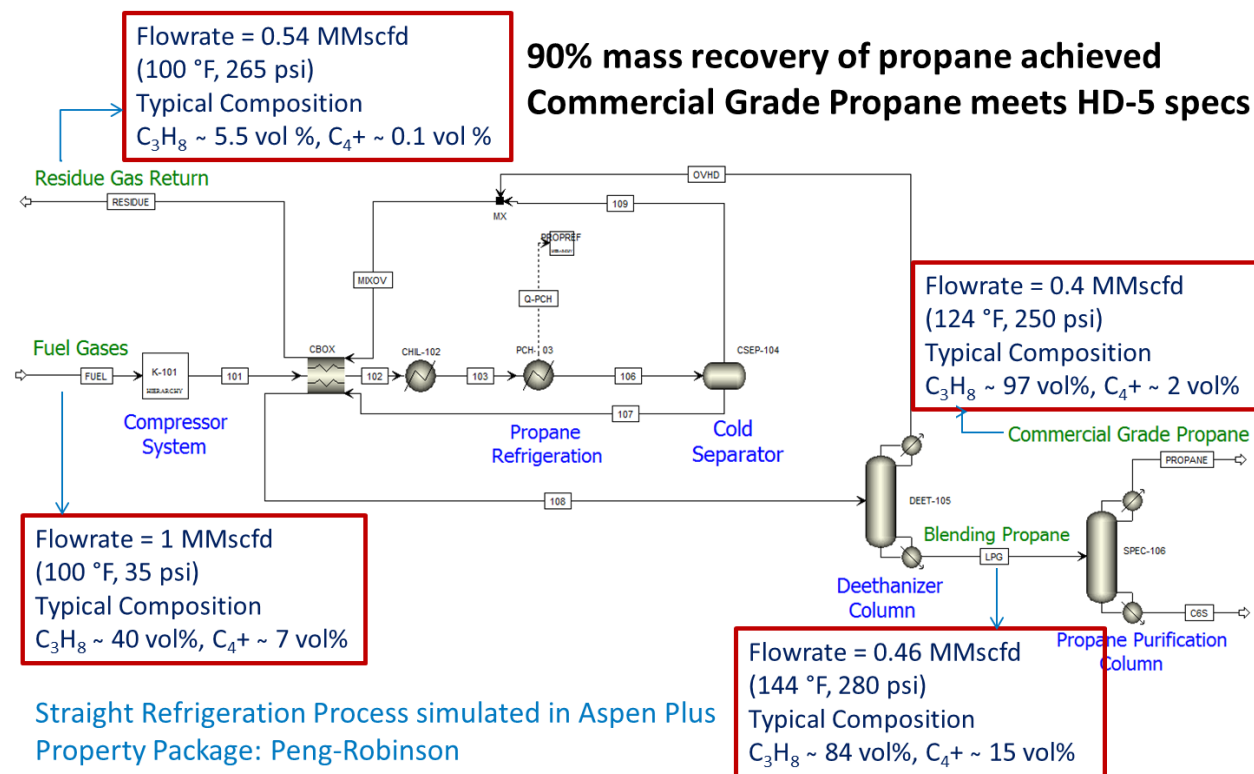 90% mass recovery of propane achieved
Commercial Grade Propane meets HD-5 specs
Flowrate = 0.54 MMscfd
(100 °F, 265 psi)
Typical Composition
C₃H₈ ~ 5.5 vol %, C₄+ ~ 0.1 vol %
Residue Gas Return
RESIDUE
OVHD
MX
109
PROPREF
HIERARCHY
MIXOV
Q-PCH
Flowrate = 0.4 MMscfd
(124 °F, 250 psi)
Typical Composition
C₃H₈ ~ 97 vol%, C₄+ ~ 2 vol%
Fuel Gases
FUEL
K-101
HIERARCHY
101
CBOX
102
CHIL-102
103
PCH-103
106
CSEP-104
107
Compressor
System
Propane
Refrigeration
Cold
Separator
Commercial Grade Propane
PROPANE
108
DEET-105
Blending Propane
LPG
SPEC-106
C6S
Deethanizer
Column
Propane Purification
Column
Flowrate = 1 MMscfd
(100 °F, 35 psi)
Typical Composition
C₃H₈ ~ 40 vol%, C₄+ ~ 7 vol%
Flowrate = 0.46 MMscfd
(144 °F, 280 psi)
Typical Composition
C₃H₈ ~ 84 vol%, C₄+ ~ 15 vol%
Straight Refrigeration Process simulated in Aspen Plus
Property Package: Peng-Robinson